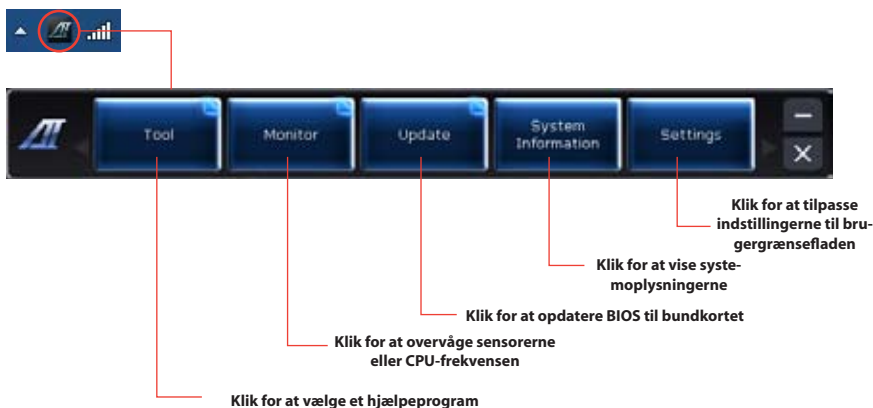 Tool
Monitor
Update
System
Information
Settings
Klik for at tilpasse
indstillingerne til bru-
gergrænsefladen
Klik for at vise syste-
moplysningerne
Klik for at opdatere BIOS til bundkortet
Klik for at overvåge sensorerne
eller CPU-frekvensen
Klik for at vælge et hjælpeprogram